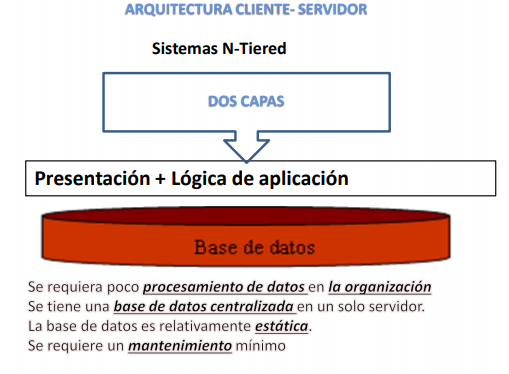 ARQUITECTURA CLIENTE- SERVIDOR
Sistemas N-Tiered
DOS CAPAS
Presentación + Lógica de aplicación
Base de datos
Se requiera poco procesamiento de datos en la organización
Se tiene una base de datos centralizada en un solo servidor.
La base de datos es relativamente estática.
Se requiere un mantenimiento mínimo